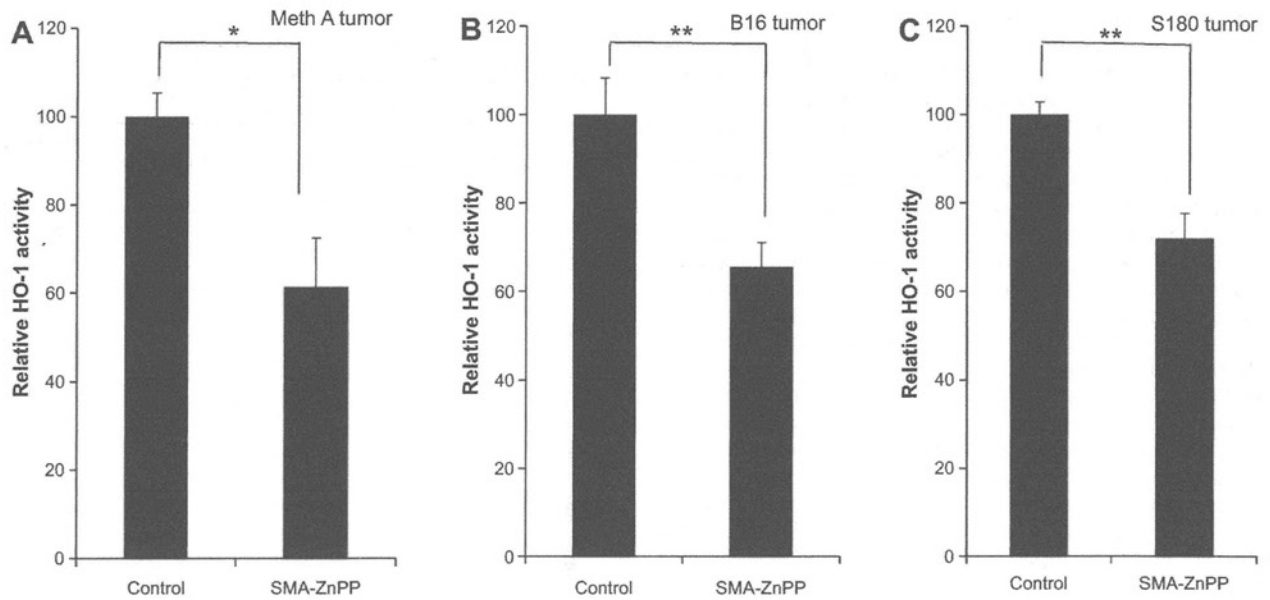 A
Meth A tumor
*
Relative HO-1 activity
120
100
80
60
40
20
0
Control
SMA-ZnPP
B
B16 tumor
**
Relative HO-1 activity
120
100
80
60
40
20
0
Control
SMA-ZnPP
C
S180 tumor
**
Relative HO-1 activity
120
100
80
60
40
20
0
Control
SMA-ZnPP